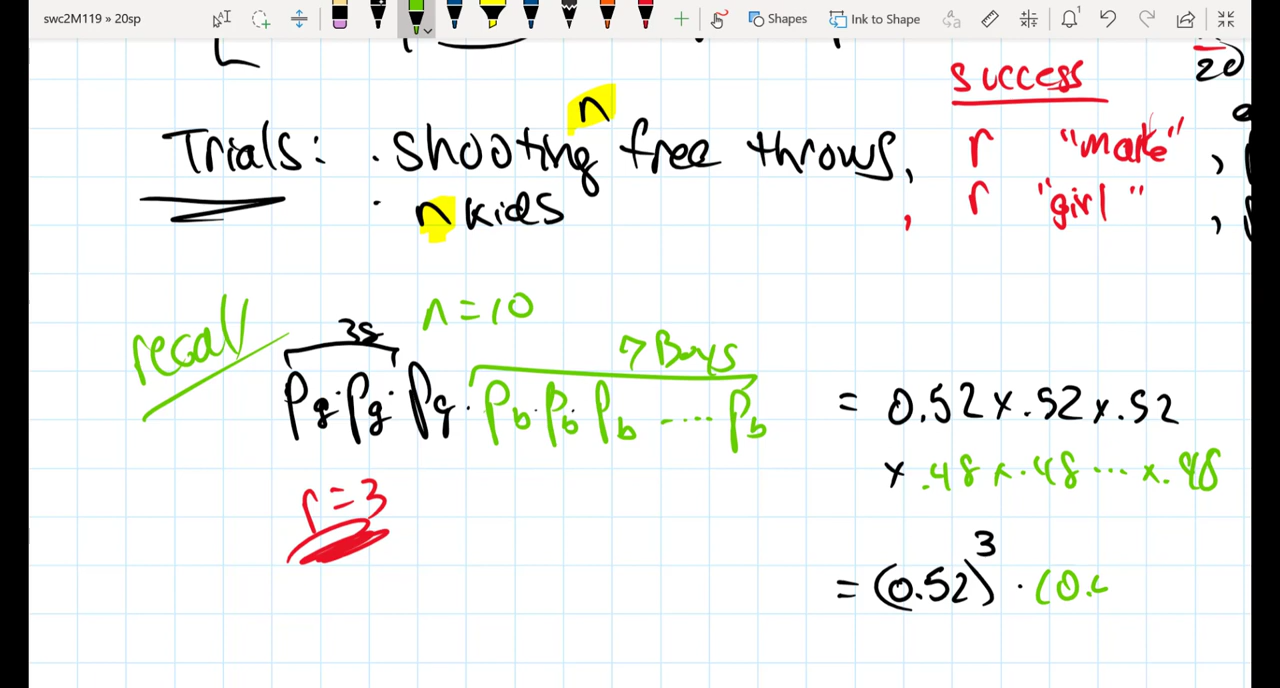 swc2M119 » 20sp
Shapes
Ink to Shape
success
20
Trials: · shooting n free throws, r "make" ,
· n kids , r "girl" ,
recall
n=10
3g
7 Boys
Pg·Pg·Pg·Pb·Pb·Pb ---- Pb = 0.52×.52×.52
× .48×.48 ... ×.48
r=3
= (0.52)³ · (0.